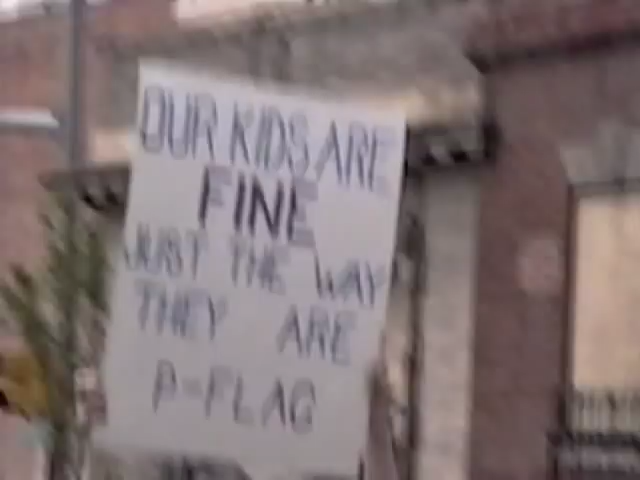 OUR KIDS ARE
FINE
JUST THE WAY
THEY ARE
P-FLAG